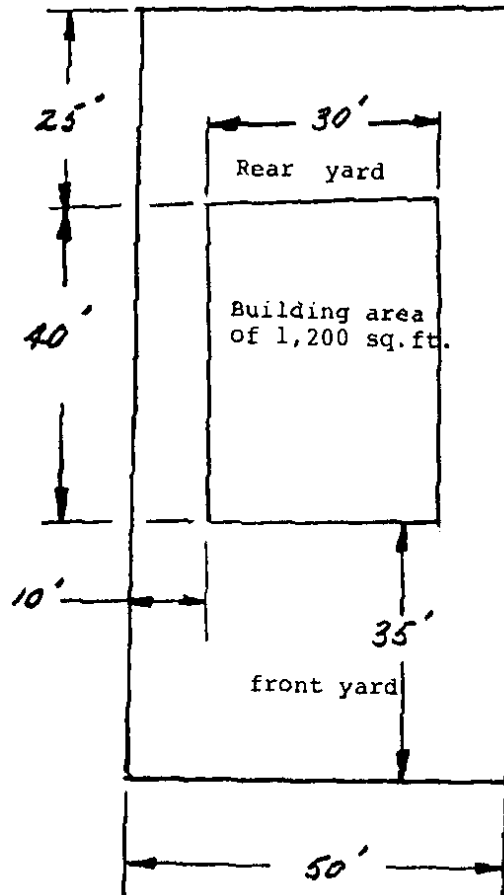 25'
30'
Rear yard
40'
Building area
of 1,200 sq.ft.
10'
35'
front yard
50'